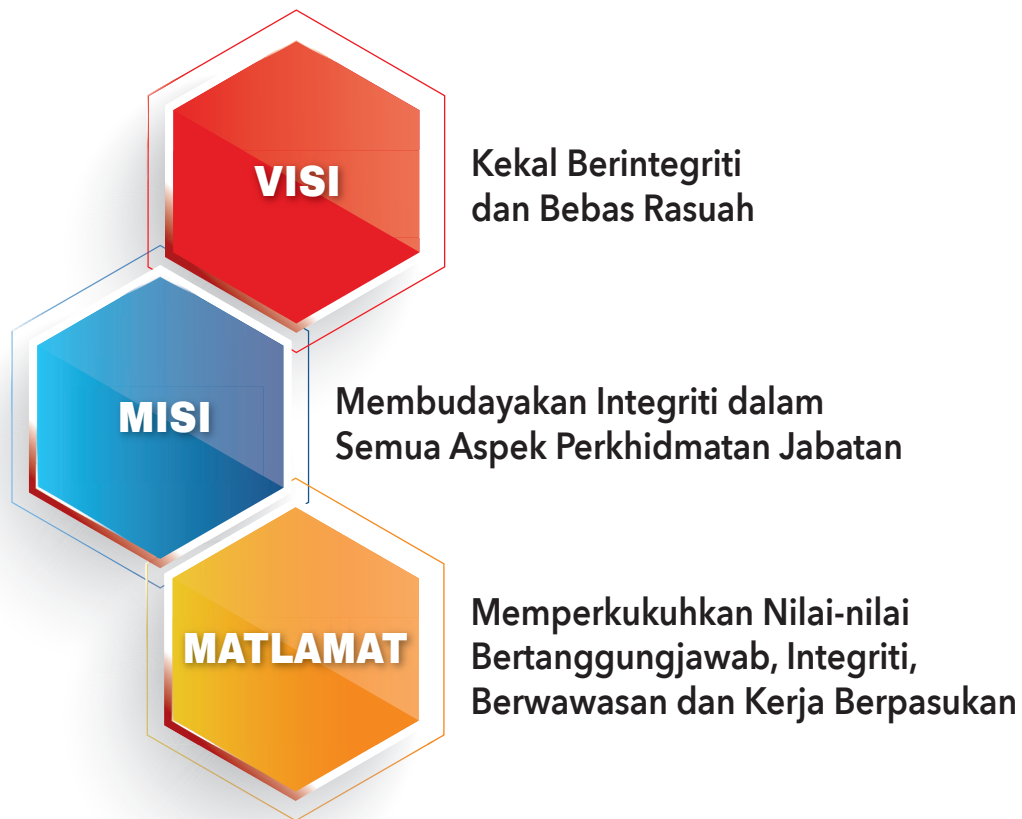 VISI
Kekal Berintegriti
dan Bebas Rasuah
MISI
Membudayakan Integriti dalam
Semua Aspek Perkhidmatan Jabatan
MATLAMAT
Memperkukuhkan Nilai-nilai
Bertanggungjawab, Integriti,
Berwawasan dan Kerja Berpasukan